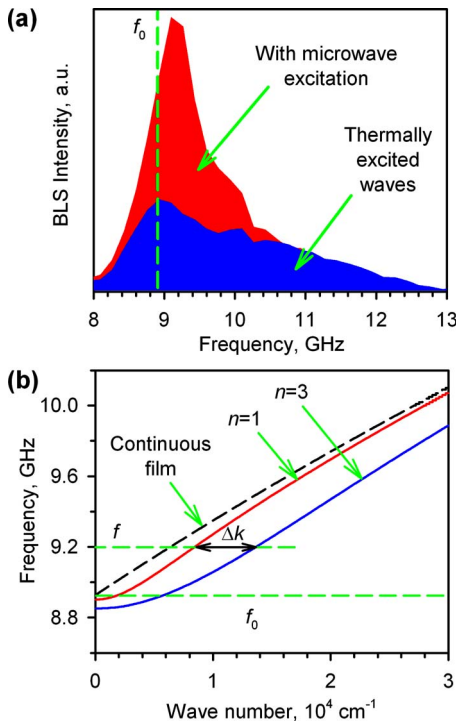 (a)
f0
With microwave
excitation
Thermally
excited
waves
BLS Intensity, a.u.
8 9 10 11 12 13
Frequency, GHz
(b)
10.0
9.6
9.2
8.8
Frequency, GHz
Continuous
film
n=1
n=3
f
Δk
f0
0 1 2 3
Wave number, 10⁴ cm⁻¹